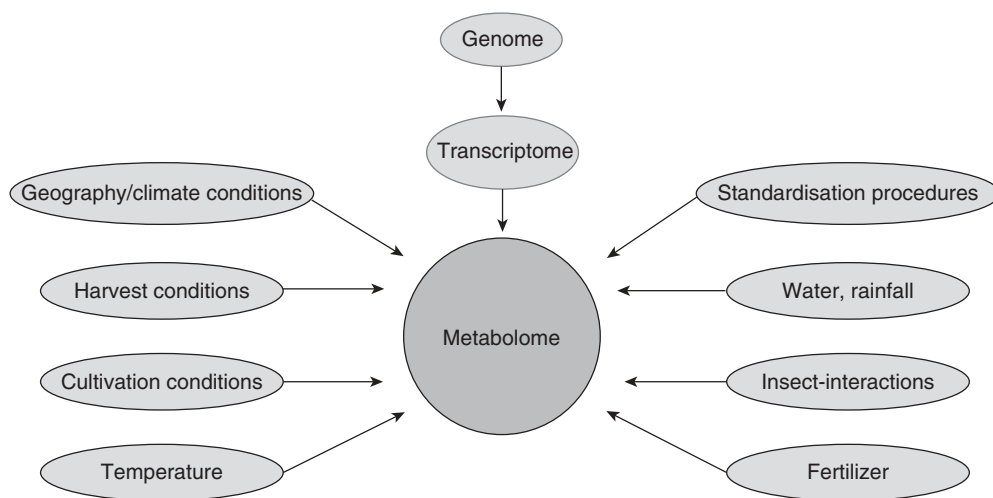 Genome
Transcriptome
Geography/climate conditions
Standardisation procedures
Harvest conditions
Water, rainfall
Metabolome
Cultivation conditions
Insect-interactions
Temperature
Fertilizer